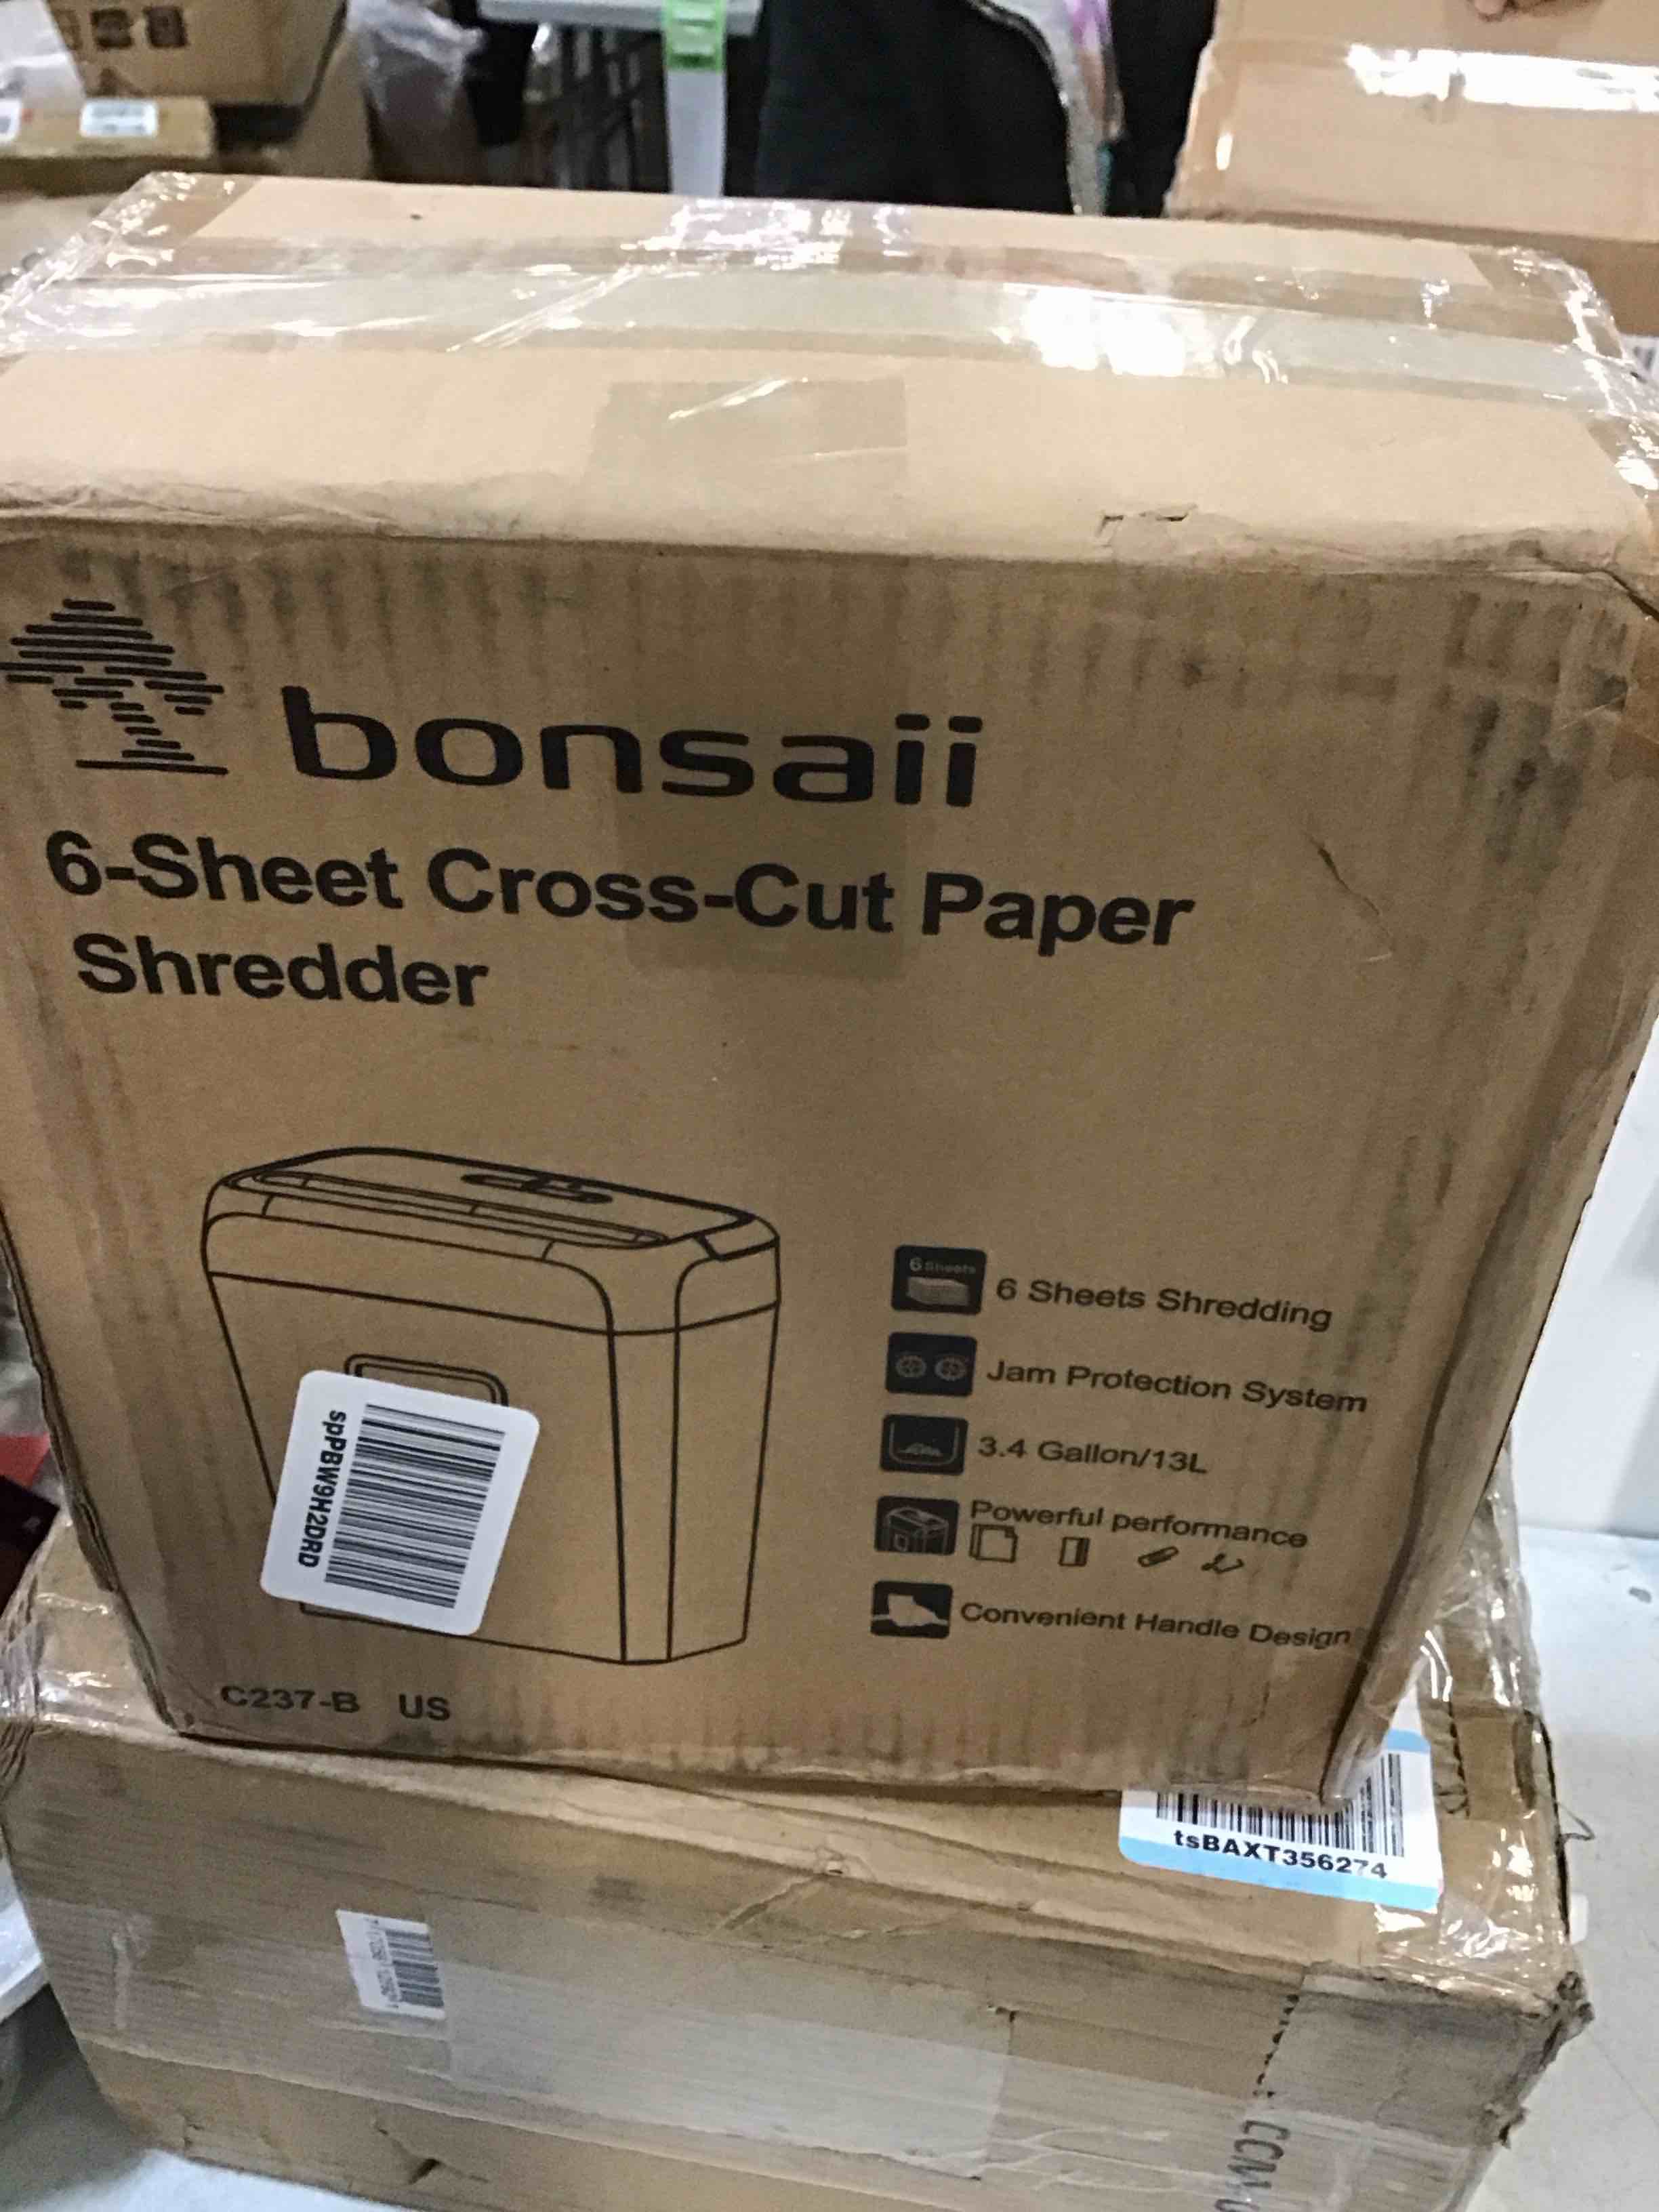 bonsaii
6-Sheet Cross-Cut Paper
Shredder
6 Sheets
6 Sheets Shredding
Jam Protection System
3.4 Gallon/13L
Powerful performance
Convenient Handle Design
spPBW9H2DRD
C237-B US
tsBAXT356274